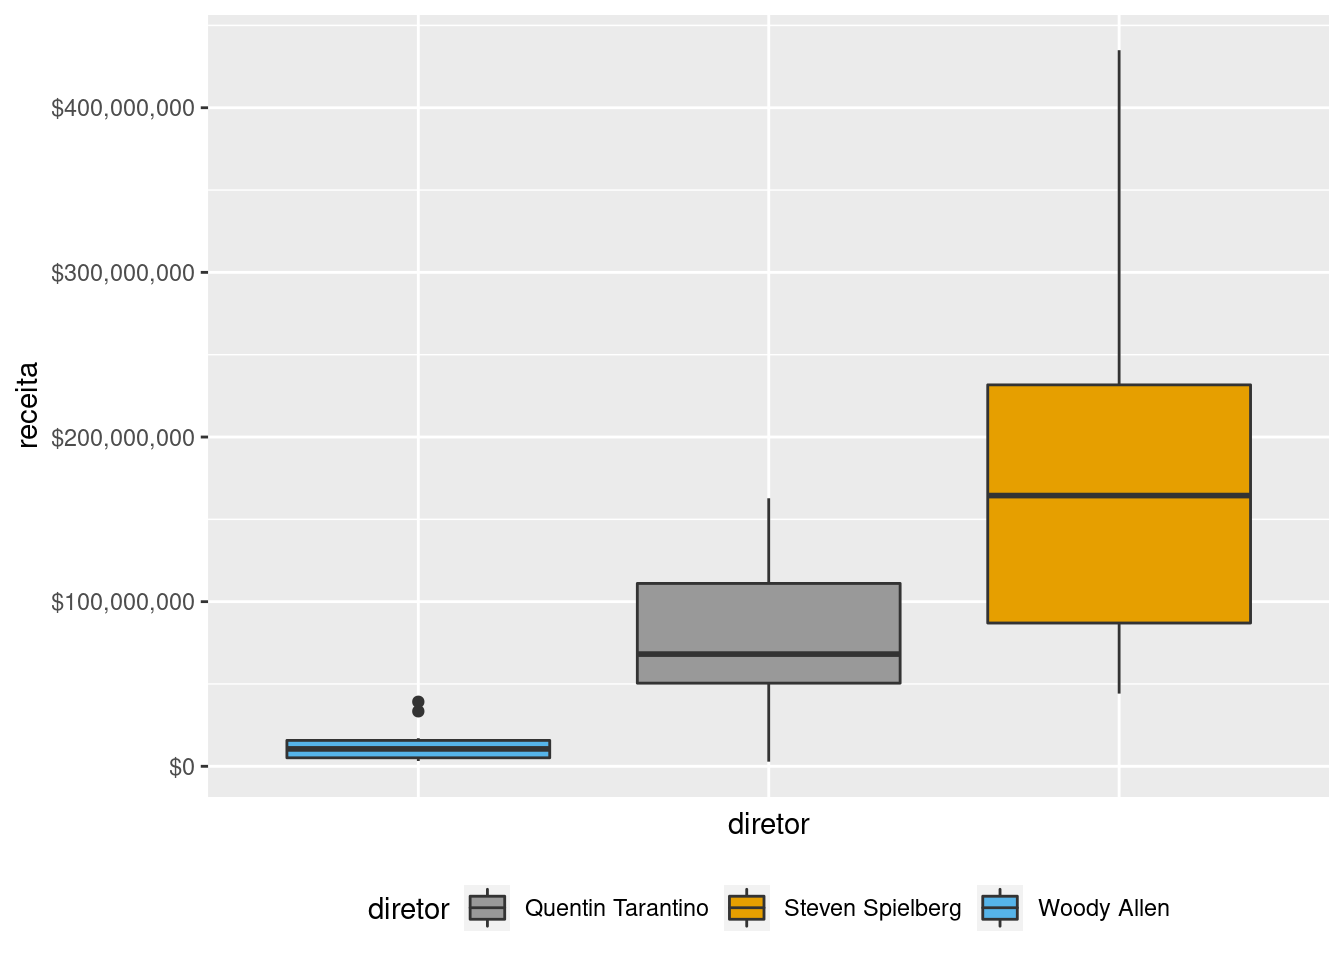 $400,000,000
$300,000,000
receita
$200,000,000
$100,000,000
$0
diretor
diretor Quentin Tarantino Steven Spielberg Woody Allen